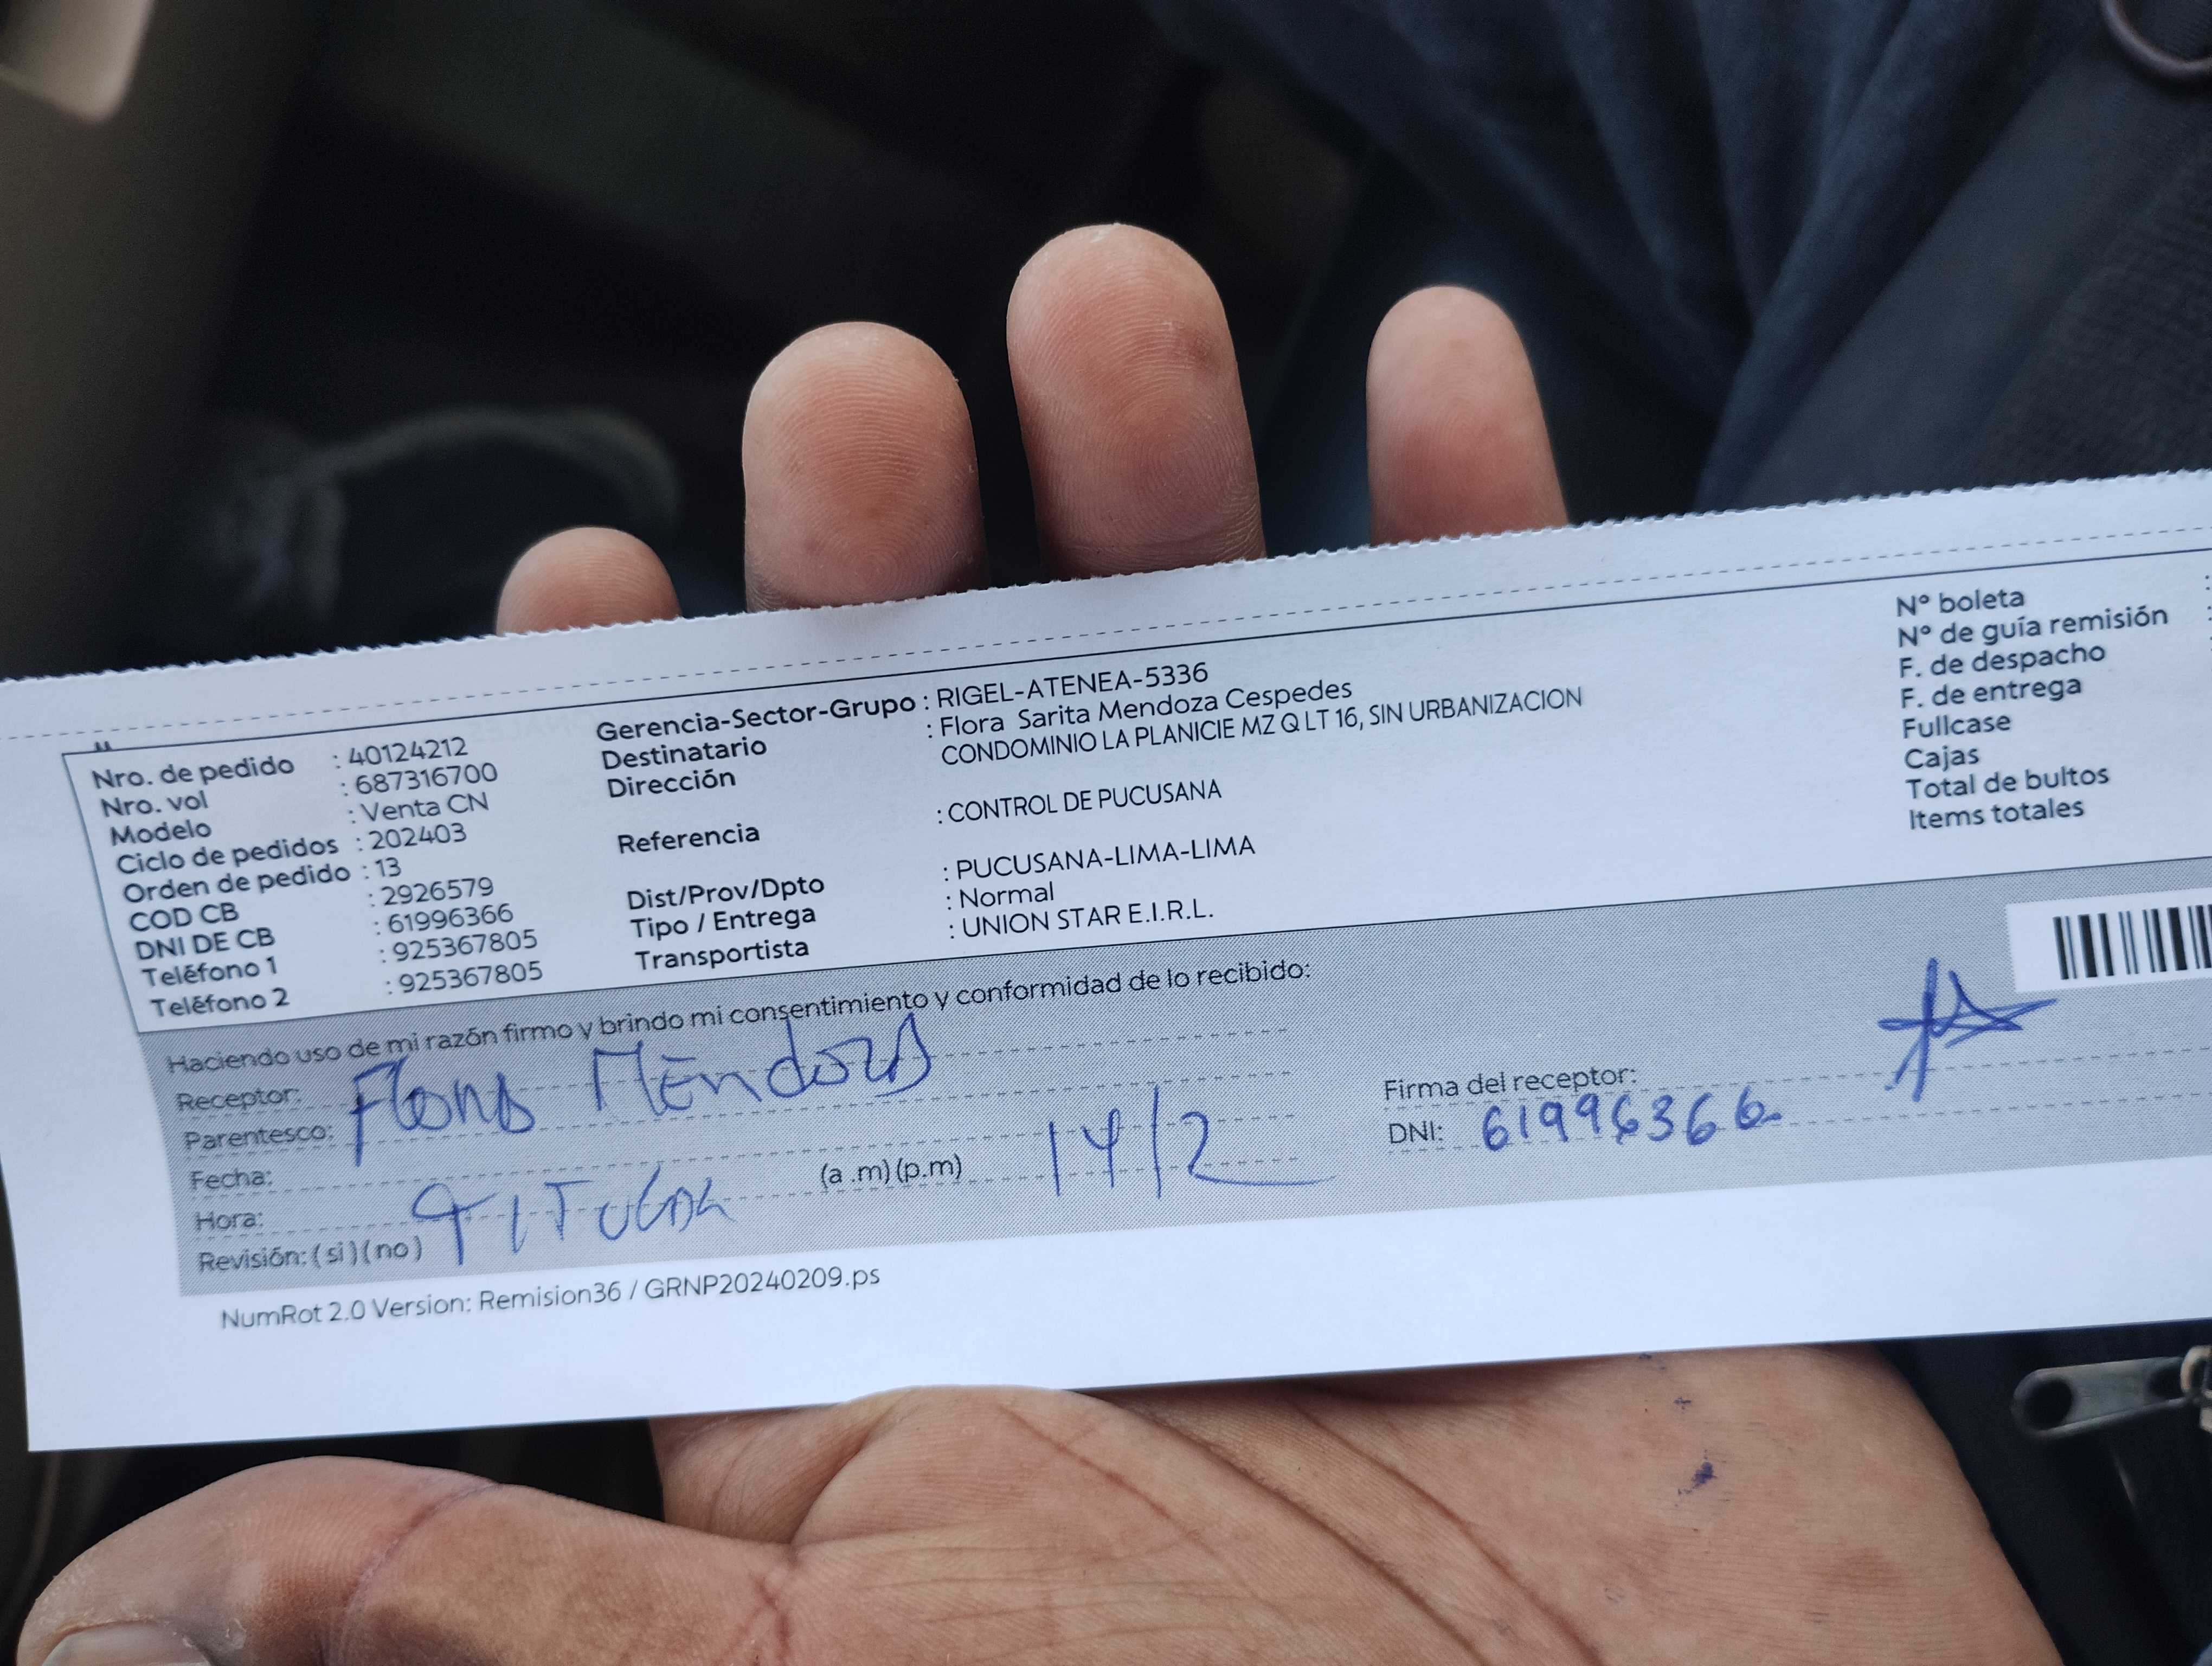 Nro. de pedido : 40124212
Nro. vol : 687316700
Modelo : Venta CN
Ciclo de pedidos : 202403
Orden de pedido : 13
COD CB : 2926579
DNI DE CB : 61996366
Teléfono 1 : 925367805
Teléfono 2 : 925367805
Gerencia-Sector-Grupo : RIGEL-ATENEA-5336
Destinatario : Flora Sarita Mendoza Cespedes
Dirección CONDOMINIO LA PLANICIE MZ Q LT 16, SIN URBANIZACION
Referencia : CONTROL DE PUCUSANA
Dist/Prov/Dpto : PUCUSANA-LIMA-LIMA
Tipo / Entrega : Normal
Transportista : UNION STAR E.I.R.L.
N° boleta :
N° de guía remisión :
F. de despacho
F. de entrega
Fullcase
Cajas
Total de bultos
Items totales
Haciendo uso de mi razón firmo y brindo mi consentimiento y conformidad de lo recibido:
Receptor: Flora Mendoza
Parentesco:
Fecha:
Hora: (a .m) (p.m) 14/2
Revisión: (si) (no) TITULAR
Firma del receptor:
DNI: 61996366
NumRot 2.0 Version: Remision36 / GRNP20240209.ps